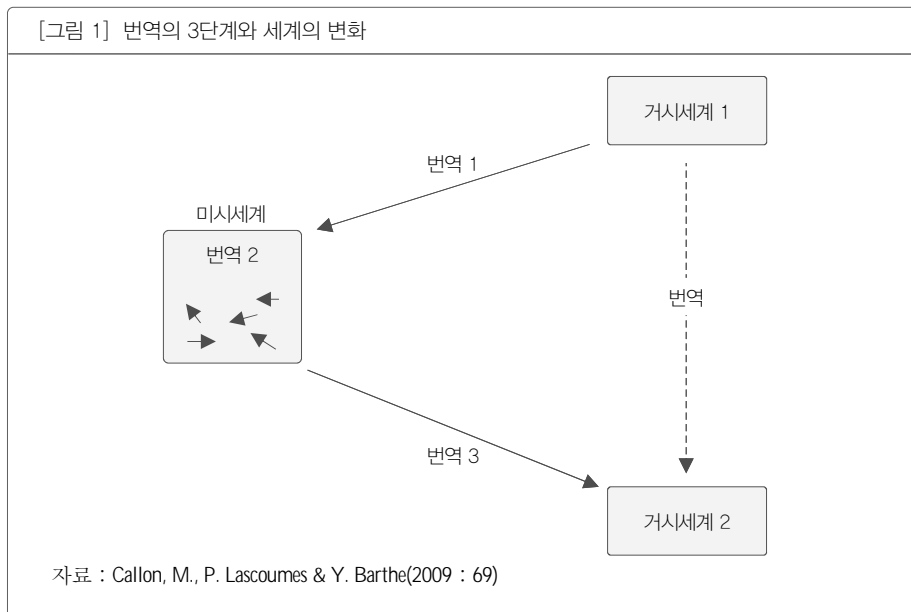 [그림 1] 번역의 3단계와 세계의 변화
거시세계 1
번역 1
미시세계
번역 2
번역
번역 3
거시세계 2
자료 : Callon, M., P. Lascoumes & Y. Barthe(2009 : 69)